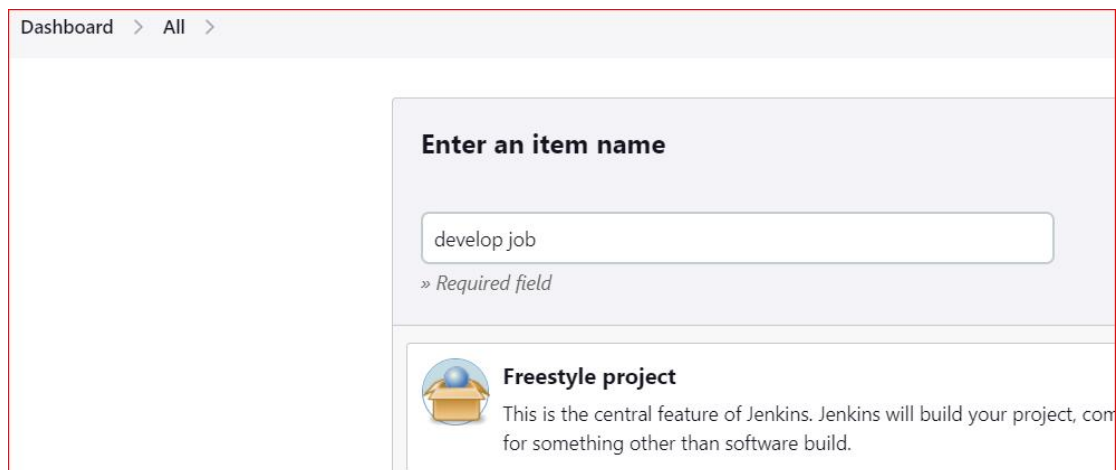 Dashboard > All >
Enter an item name
develop job
» Required field
Freestyle project
This is the central feature of Jenkins. Jenkins will build your project, com
for something other than software build.